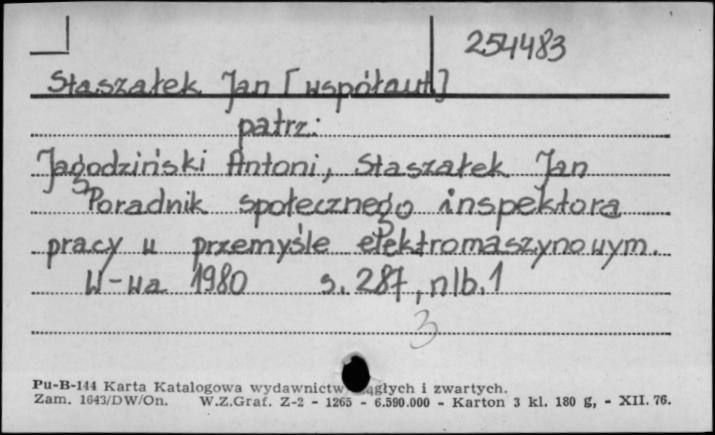 254483
Staszałek Jan [współaut]
patrz:
Jagodziński Antoni, Staszałek Jan
Poradnik społecznego inspektora
pracy w przemyśle elektromaszynowym.
W-wa 1980 s. 287, nlb. 1
3
Pu-B-144 Karta Katalogowa wydawnictw ągłych i zwartych.
Zam. 1643/DW/On. W.Z.Graf. Z-2 - 1265 - 6.590.000 - Karton 3 kl. 180 g, - XII. 76.